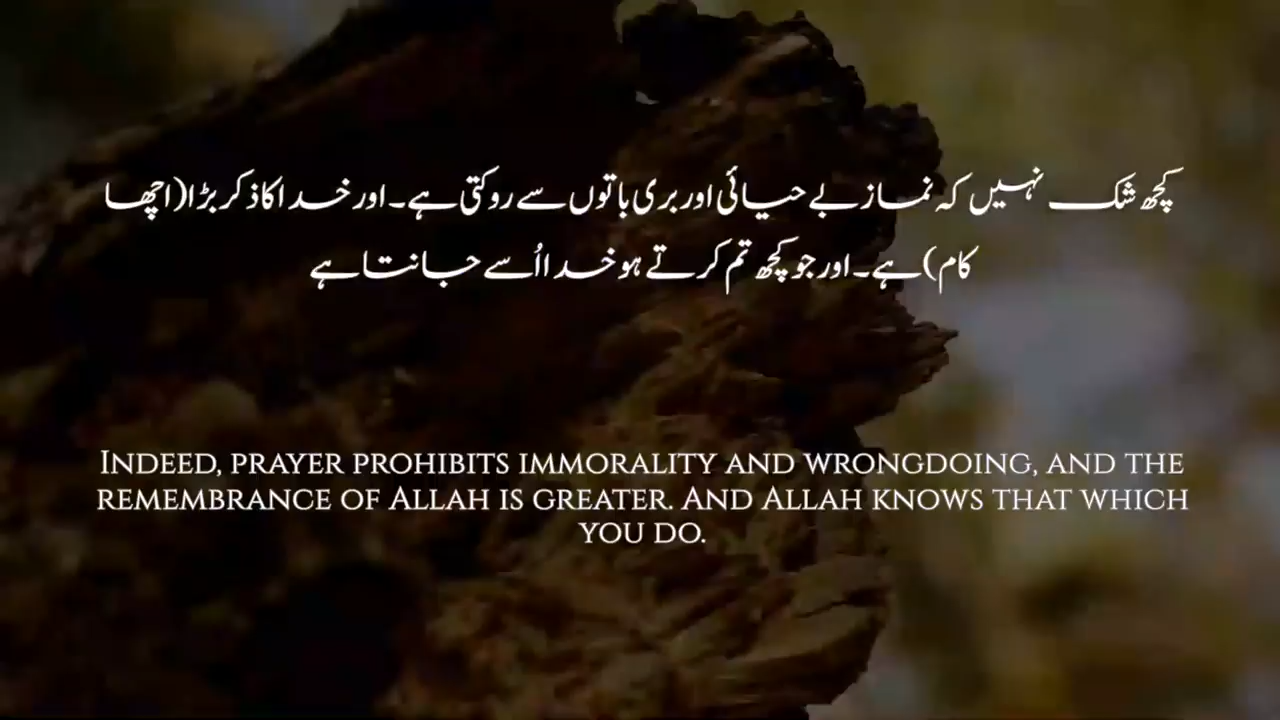 کچھ شک نہیں کہ نماز بے حیائی اور بری باتوں سے روکتی ہے۔ اور خدا کا ذکر بڑا (اچھا
کام) ہے۔ اور جو کچھ تم کرتے ہو خدا اُسے جانتا ہے
Indeed, prayer prohibits immorality and wrongdoing, and the
remembrance of Allah is greater. And Allah knows that which
you do.